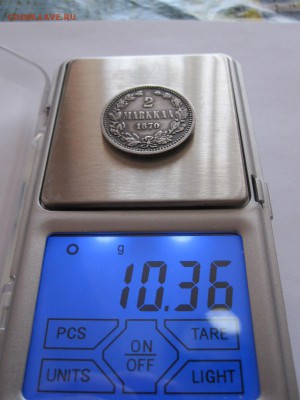 2
MARKKAA
1870
g
10.36
PCS
TARE
ON
OFF
UNITS
LIGHT